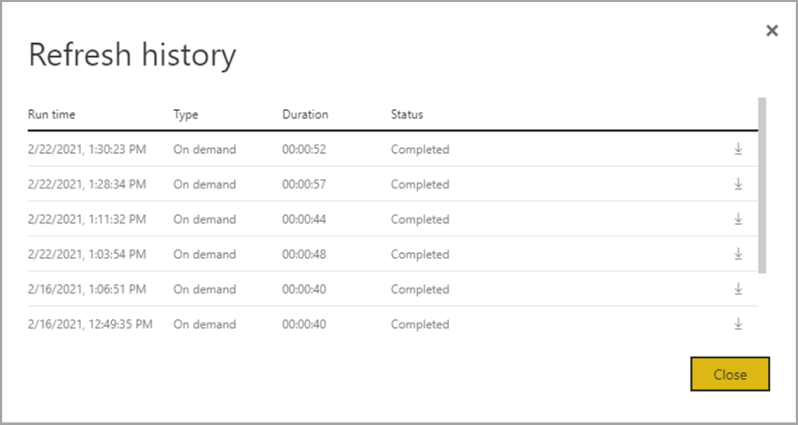 Refresh history
Run time Type Duration Status
2/22/2021, 1:30:23 PM On demand 00:00:52 Completed
2/22/2021, 1:28:34 PM On demand 00:00:57 Completed
2/22/2021, 1:11:32 PM On demand 00:00:44 Completed
2/22/2021, 1:03:54 PM On demand 00:00:48 Completed
2/16/2021, 1:06:51 PM On demand 00:00:40 Completed
2/16/2021, 12:49:35 PM On demand 00:00:40 Completed
Close